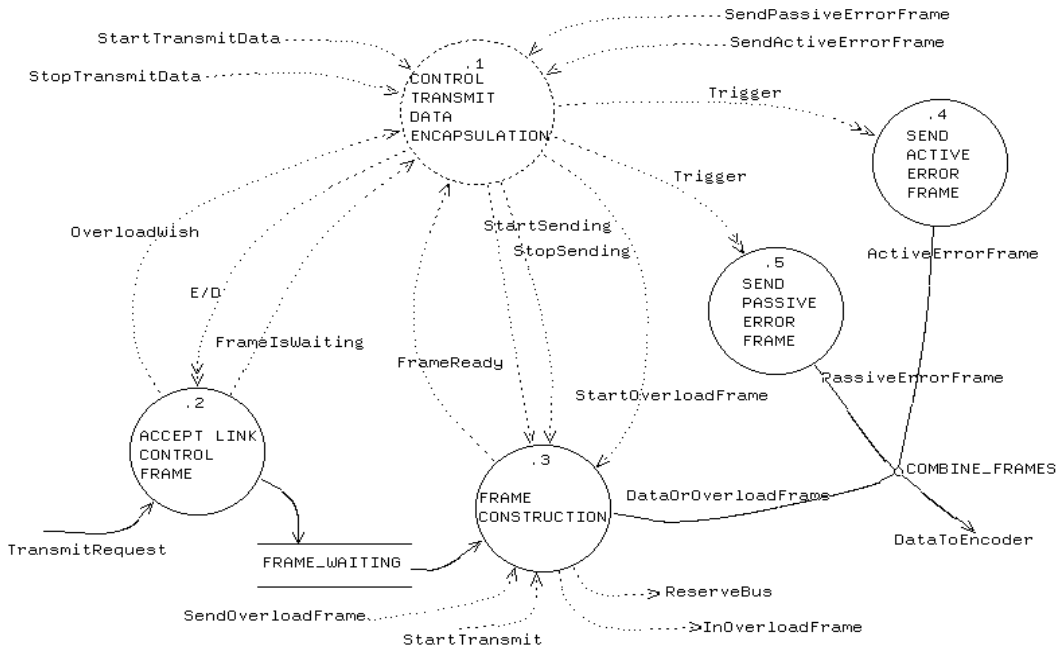 SendPassiveErrorFrame
StartTransmitData
SendActiveErrorFrame
StopTransmitData
.1
CONTROL
TRANSMIT
DATA
ENCAPSULATION
Trigger
.4
SEND
ACTIVE
ERROR
FRAME
Trigger
OverloadWish
StartSending
StopSending
ActiveErrorFrame
.5
SEND
PASSIVE
ERROR
FRAME
E/D
FrameIsWaiting
FrameReady
PassiveErrorFrame
StartOverloadFrame
.2
ACCEPT LINK
CONTROL
FRAME
.3
FRAME
CONSTRUCTION
DataOrOverloadFrame
COMBINE_FRAMES
TransmitRequest
DataToEncoder
FRAME_WAITING
ReserveBus
SendOverloadFrame
InOverloadFrame
StartTransmit